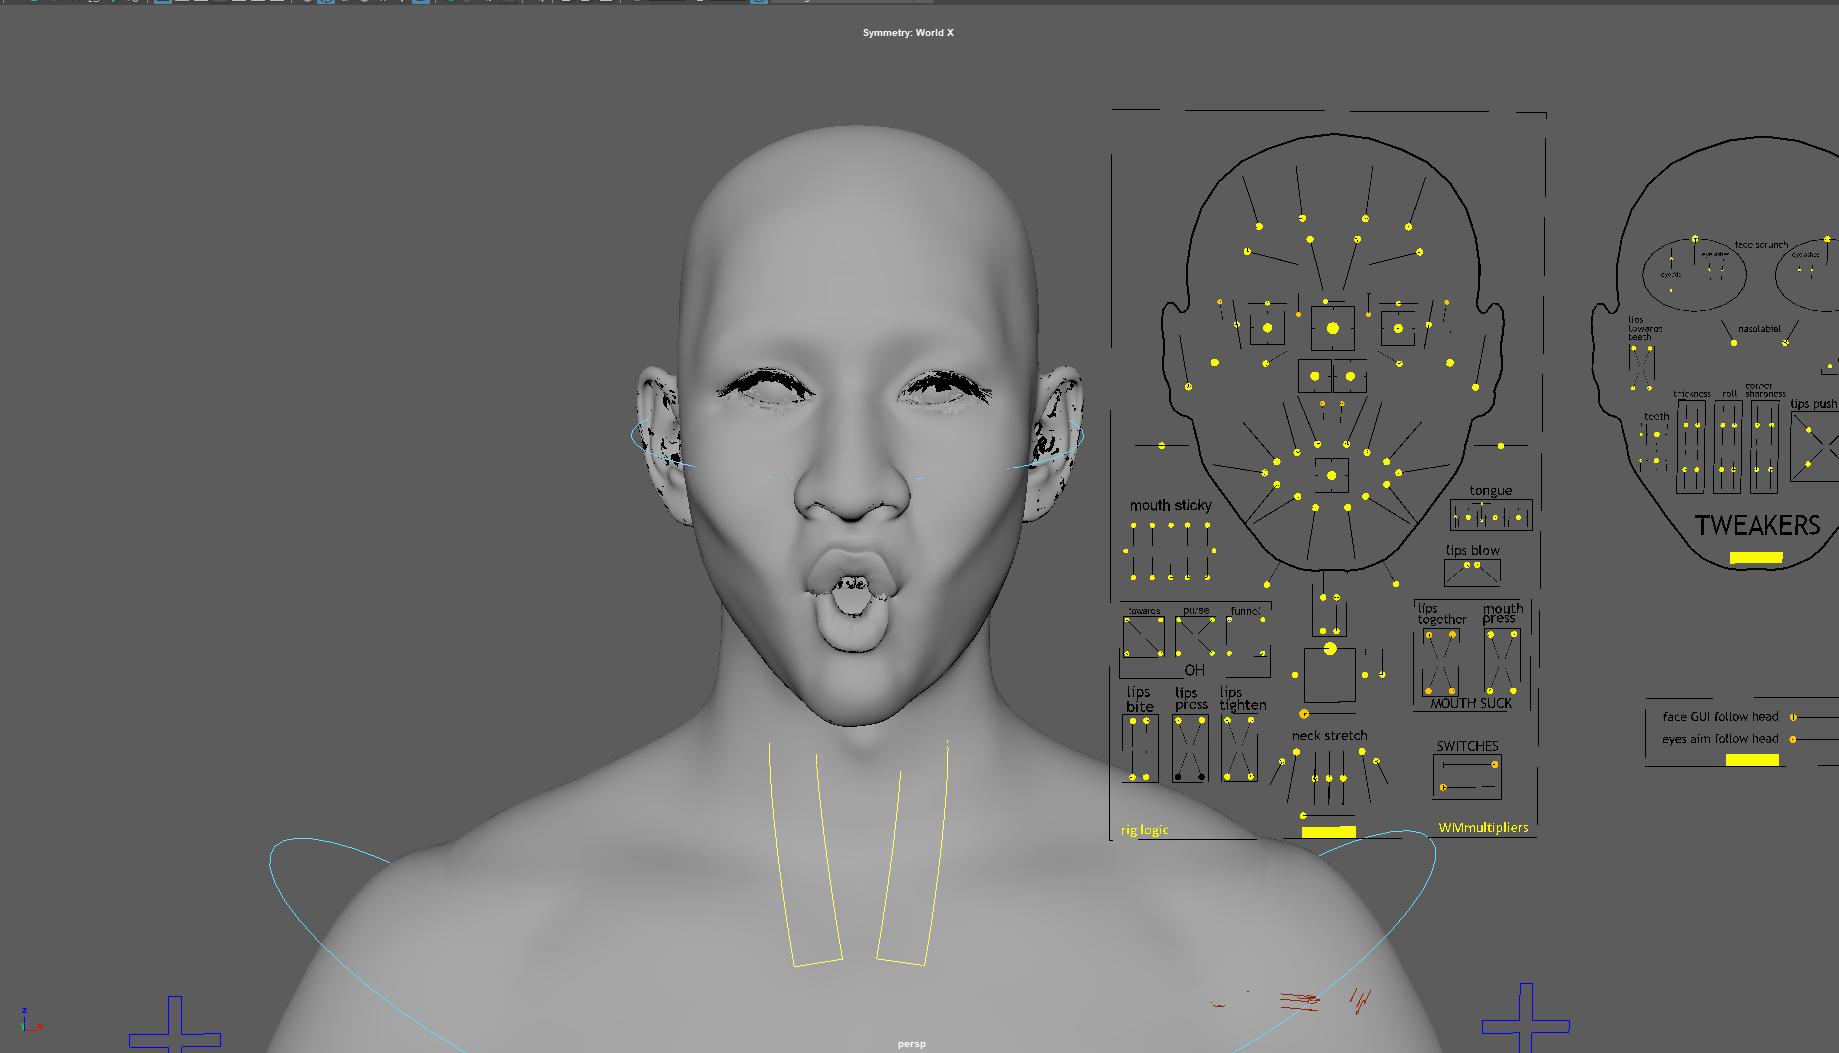 Symmetry: World X
face scrunch
eyelashes
eyelashes
eyelids
lips
towards
teeth
nasolabial
thickness
roll
corner
sharpness
lips push
teeth
TWEAKERS
mouth sticky
tongue
lips blow
towards
purse
funnel
OH
lips
together
mouth
press
MOUTH SUCK
lips
bite
lips
press
lips
tighten
neck stretch
SWITCHES
face GUI follow head
eyes aim follow head
rig logic
WMmultipliers
z
x
persp